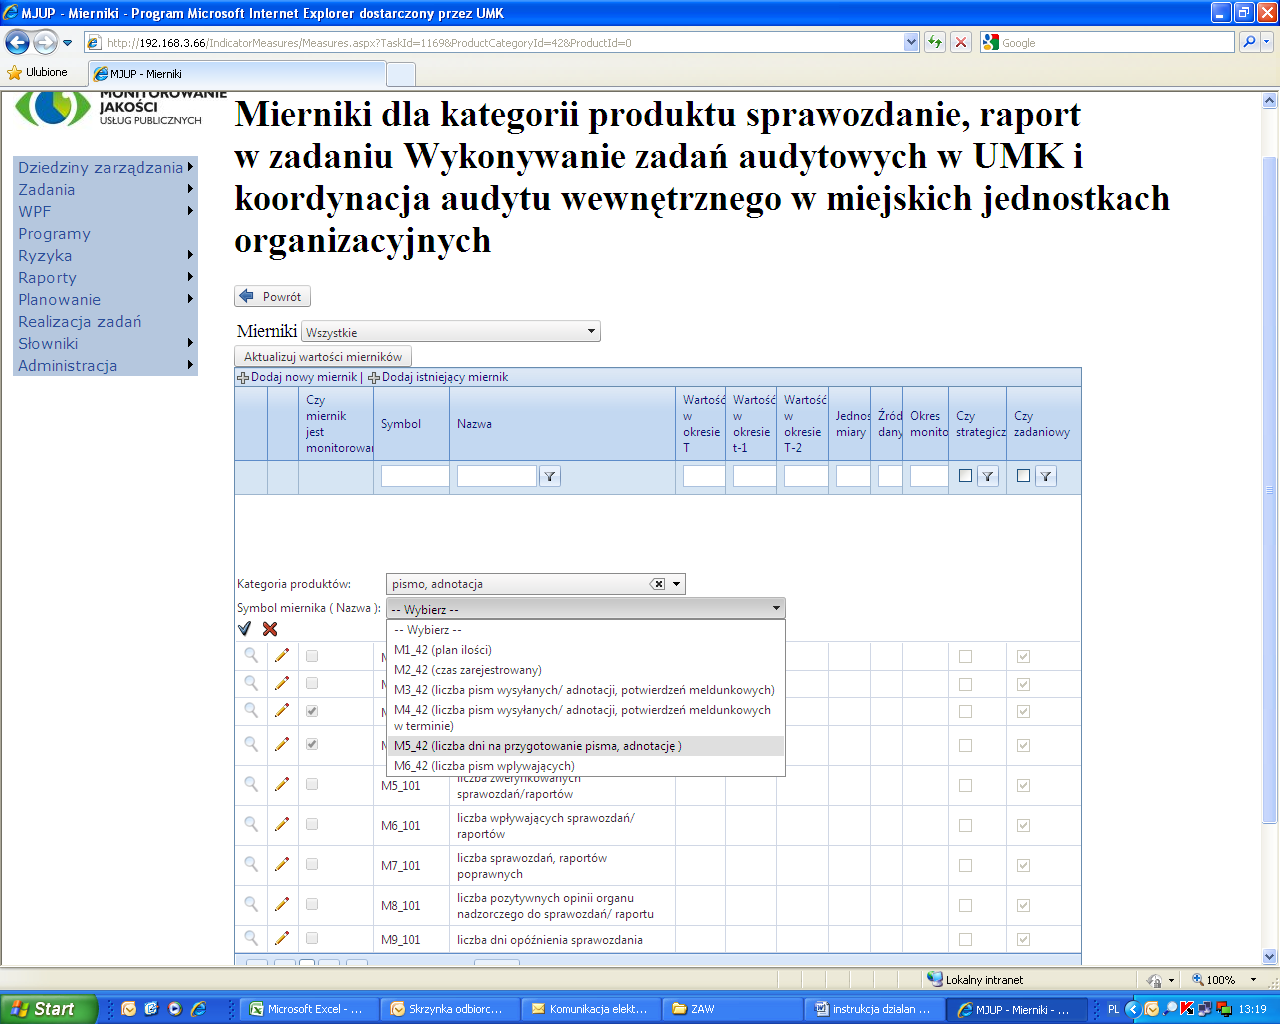 MJUP - Mierniki - Program Microsoft Internet Explorer dostarczony przez UMK
http://192.168.3.66/IndicatorMeasures/Measures.aspx?TaskId=1169&ProductCategoryId=42&ProductId=0
Google
Ulubione
MJUP - Mierniki
MONITOROWANIE
JAKOŚCI
USŁUG PUBLICZNYCH
Dziedziny zarządzania
Zadania
WPF
Programy
Ryzyka
Raporty
Planowanie
Realizacja zadań
Słowniki
Administracja
Mierniki dla kategorii produktu sprawozdanie, raport
w zadaniu Wykonywanie zadań audytowych w UMK i
koordynacja audytu wewnętrznego w miejskich jednostkach
organizacyjnych
Powrót
Mierniki Wszystkie
Aktualizuj wartości mierników
Dodaj nowy miernik | Dodaj istniejący miernik
Czy
miernik
jest
monitorowan
Symbol
Nazwa
Wartość
w
okresie
T
Wartość
w
okresie
t-1
Wartość
w
okresie
T-2
Jednos
miary
Źród
dany
Okres
monito
Czy
strategicz
Czy
zadaniowy
Kategoria produktów: pismo, adnotacja
Symbol miernika ( Nazwa ): -- Wybierz --
-- Wybierz --
M1_42 (plan ilości)
M2_42 (czas zarejestrowany)
M3_42 (liczba pism wysyłanych/ adnotacji, potwierdzeń meldunkowych)
M4_42 (liczba pism wysyłanych/ adnotacji, potwierdzeń meldunkowych
w terminie)
M5_42 (liczba dni na przygotowanie pisma, adnotację )
M6_42 (liczba pism wpływających)
M5_101 liczba zweryfikowanych
sprawozdań/raportów
M6_101 liczba wpływających sprawozdań/
raportów
M7_101 liczba sprawozdań, raportów
poprawnych
M8_101 liczba pozytywnych opinii organu
nadzorczego do sprawozdań/ raportu
M9_101 liczba dni opóźnienia sprawozdania
Lokalny intranet
100%
Start
Microsoft Excel - ...
Skrzynka odbiorc...
Komunikacja elekt...
ZAW
instrukcja dzialan ...
MJUP - Mierniki - ...
PL
13:19